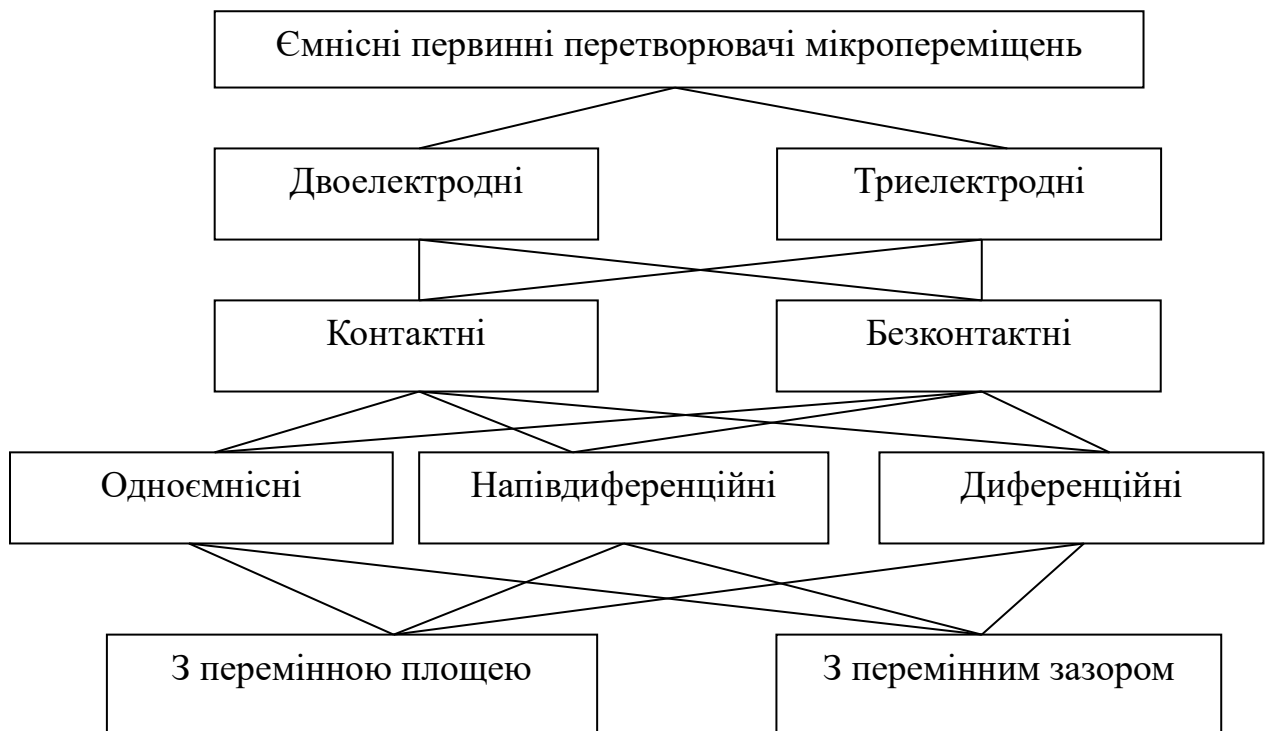 Ємнісні первинні перетворювачі мікропереміщень
Двоелектродні
Триелектродні
Контактні
Безконтактні
Одноємнісні
Напівдиференційні
Диференційні
З перемінною площею
З перемінним зазором